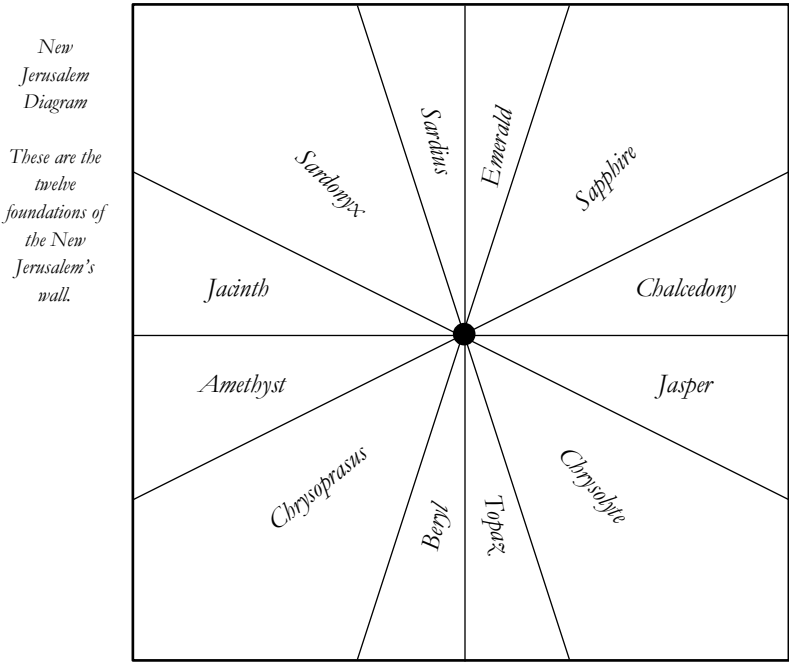 New
Jerusalem
Diagram
These are the
twelve
foundations of
the New
Jerusalem's
wall.
Sardonyx
Sardius
Emerald
Sapphire
Jacinth
Chalcedony
Amethyst
Jasper
Chrysoprasus
Beryl
Topaz
Chrysolyte